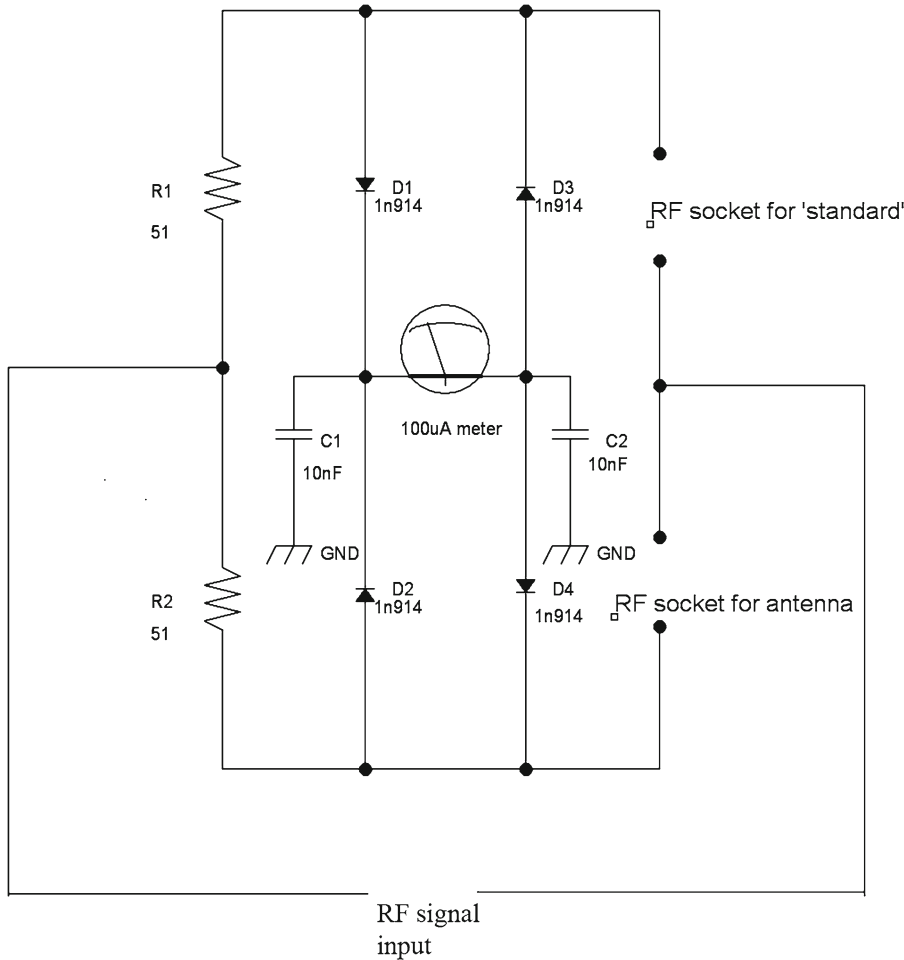 R1
51
D1
1n914
D3
1n914
RF socket for 'standard'
100uA meter
C1
10nF
C2
10nF
GND
GND
R2
51
D2
1n914
D4
1n914
RF socket for antenna
RF signal
input